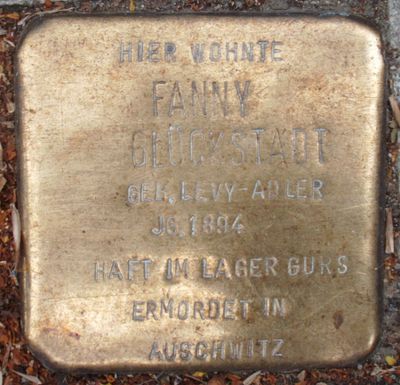 HIER WOHNTE
FANNY
GLÜCKSTADT
GEB. LEVY-ADLER
JG. 1894
HAFT IM LAGER GURS
ERMORDET IN
AUSCHWITZ